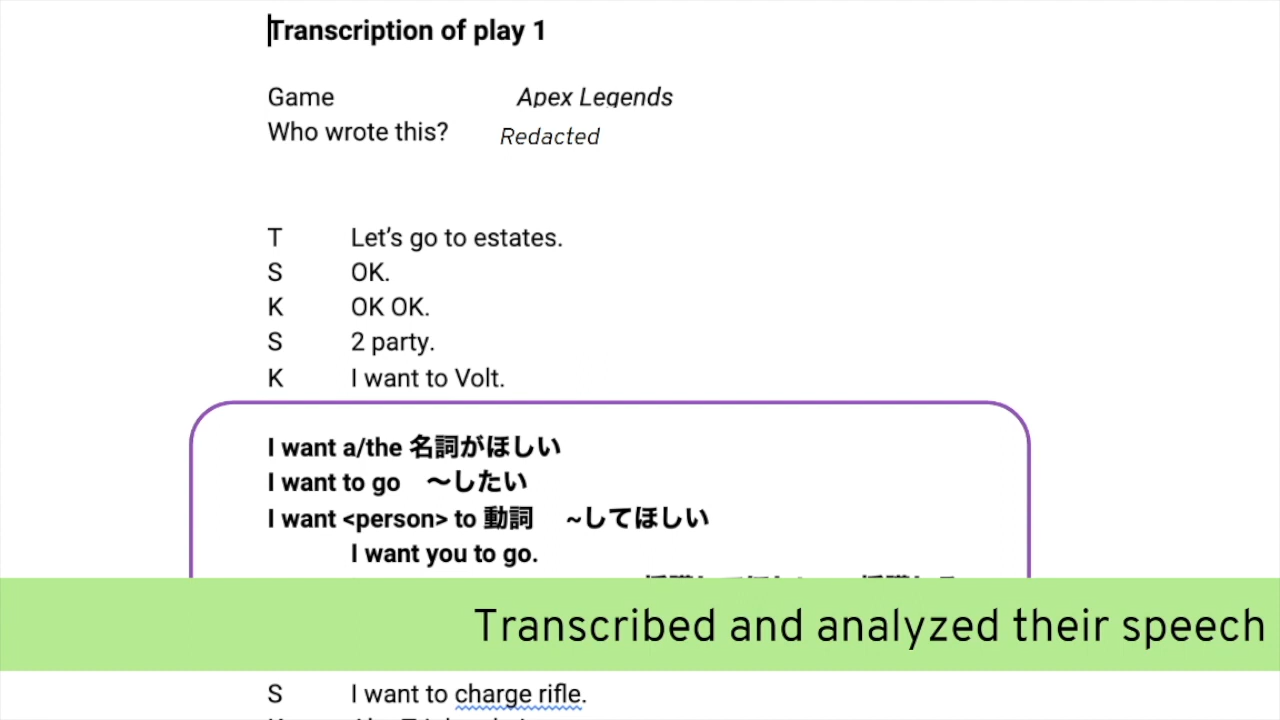 Transcription of play 1
Game Apex Legends
Who wrote this? Redacted
T Let's go to estates.
S OK.
K OK OK.
S 2 party.
K I want to Volt.
I want a/the 名詞がほしい
I want to go ～したい
I want <person> to 動詞 ~してほしい
I want you to go.
Transcribed and analyzed their speech
S I want to charge rifle.